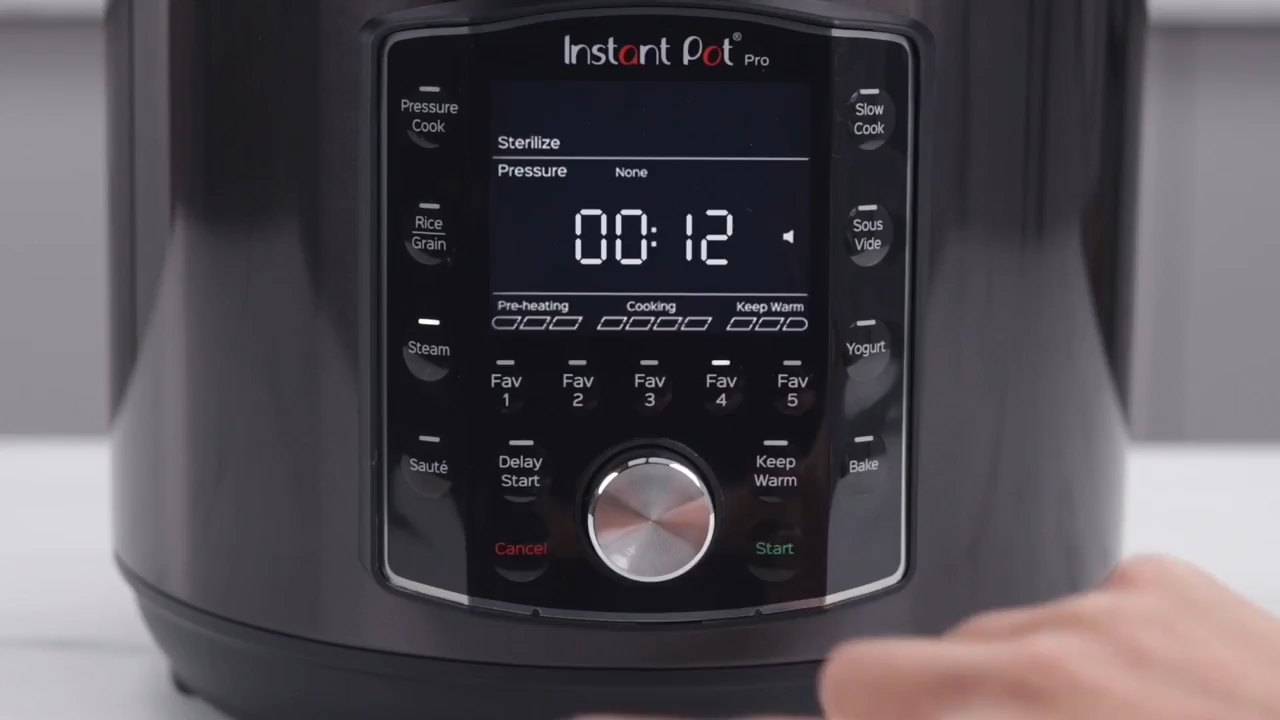 Instant Pot® Pro
Pressure
Cook
Rice
Grain
Steam
Sauté
Sterilize
Pressure None
00:12
Pre-heating Cooking Keep Warm
Fav
1
Fav
2
Fav
3
Fav
4
Fav
5
Delay
Start
Keep
Warm
Cancel
Start
Slow
Cook
Sous
Vide
Yogurt
Bake